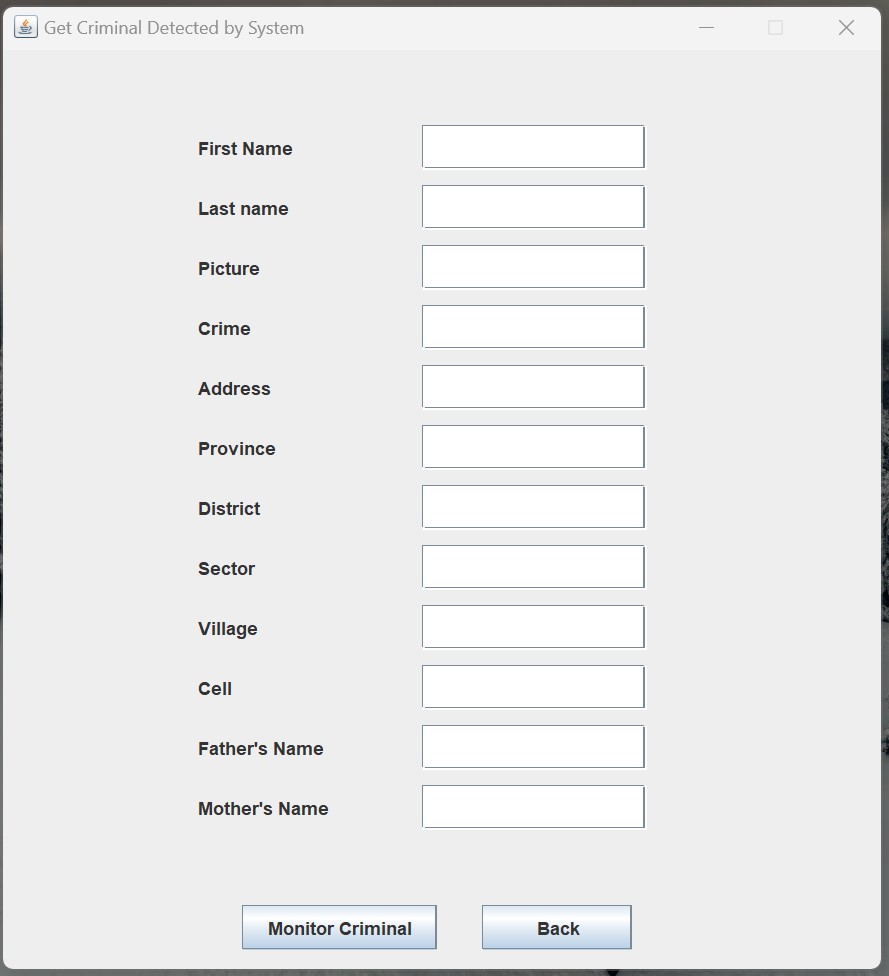 Get Criminal Detected by System
First Name
Last name
Picture
Crime
Address
Province
District
Sector
Village
Cell
Father's Name
Mother's Name
Monitor Criminal Back